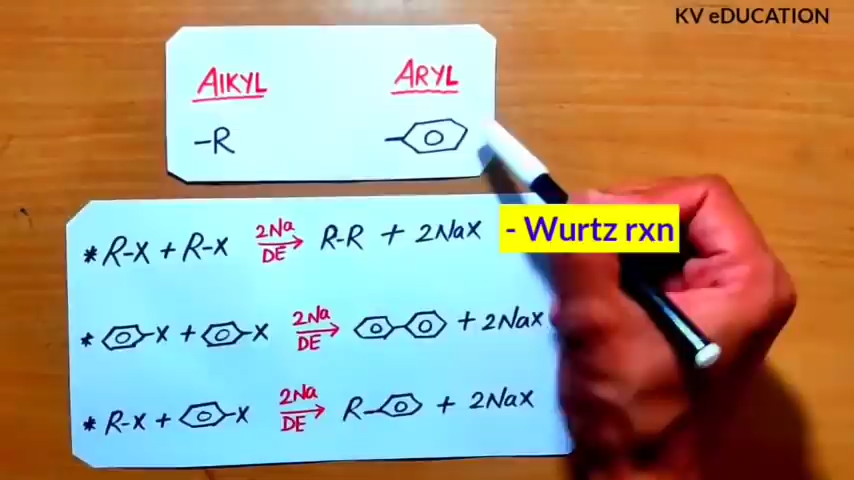 KV eDUCATION
AlKYL ARYL
-R
* R-X + R-X 2Na DE R-R + 2NaX - Wurtz rxn
* X + X 2Na DE + 2NaX
* R-X + X 2Na DE R + 2NaX